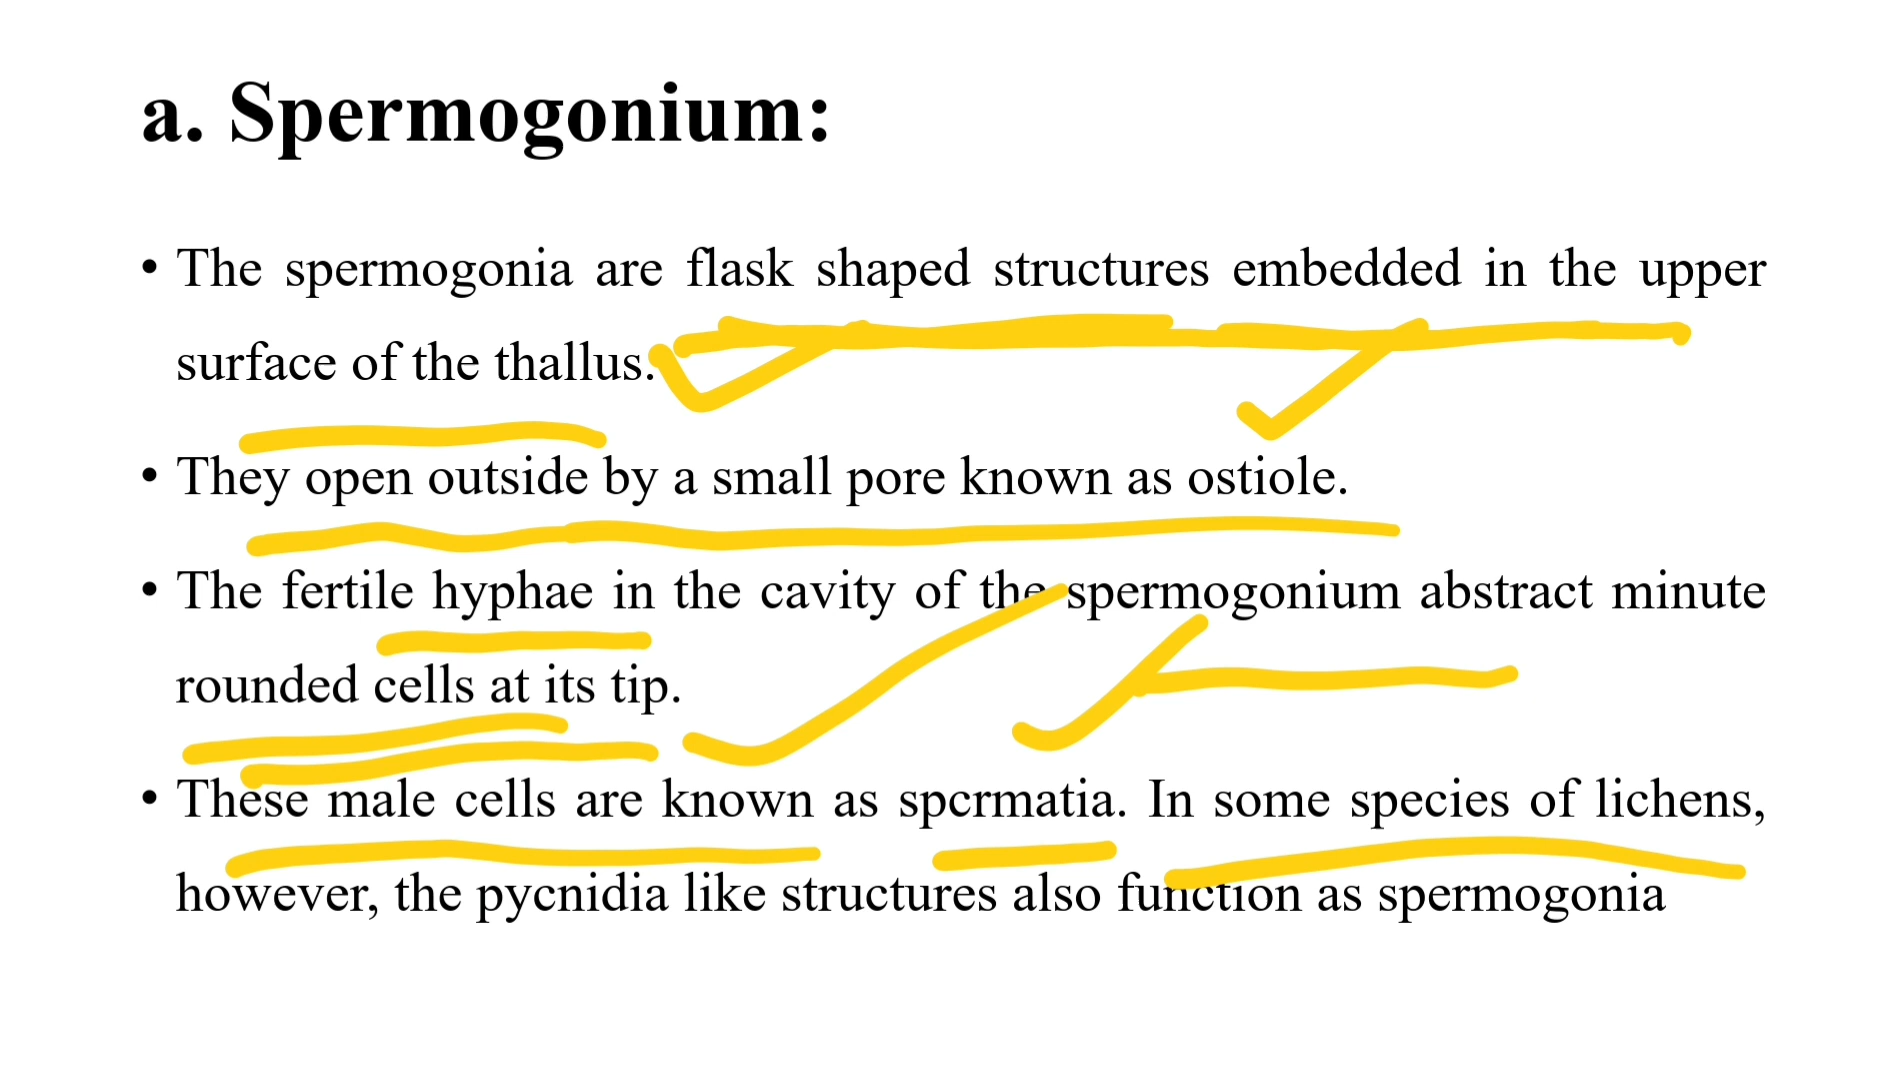 a. Spermogonium:
• The spermogonia are flask shaped structures embedded in the upper
surface of the thallus.
• They open outside by a small pore known as ostiole.
• The fertile hyphae in the cavity of the spermogonium abstract minute
rounded cells at its tip.
• These male cells are known as spcrmatia. In some species of lichens,
however, the pycnidia like structures also function as spermogonia